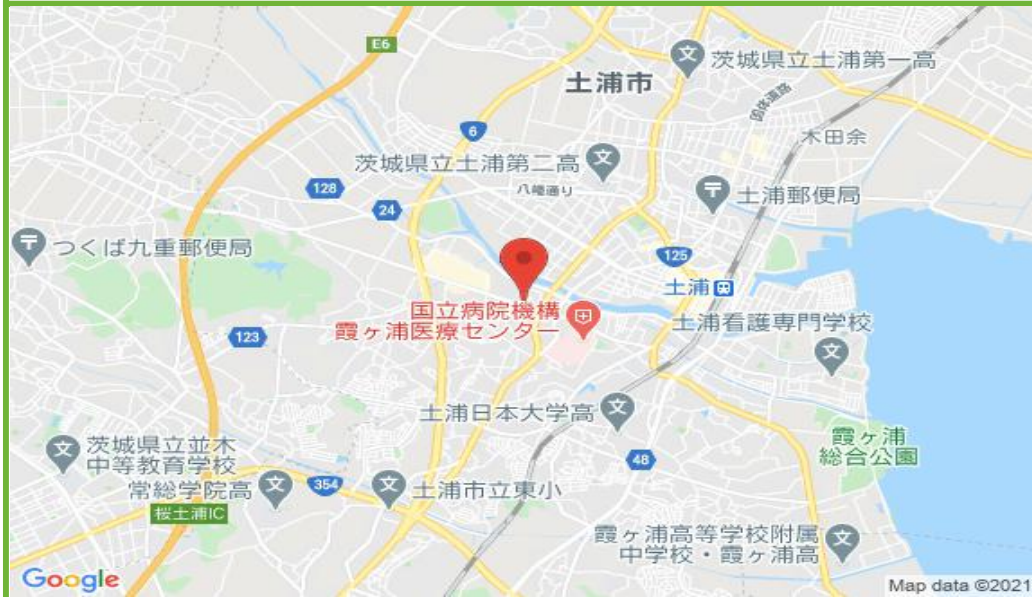 E6
土浦市
茨城県立土浦第一高
6
木田余
茨城県立土浦第二高
八幡通り
128
土浦郵便局
24
つくば九重郵便局
125
土浦
国立病院機構
霞ヶ浦医療センター
土浦看護専門学校
123
土浦日本大学高
霞ヶ浦
総合公園
茨城県立並木
中等教育学校
48
常総学院高
354
土浦市立東小
桜土浦IC
霞ヶ浦高等学校附属
中学校・霞ヶ浦高
Google
Map data ©2021